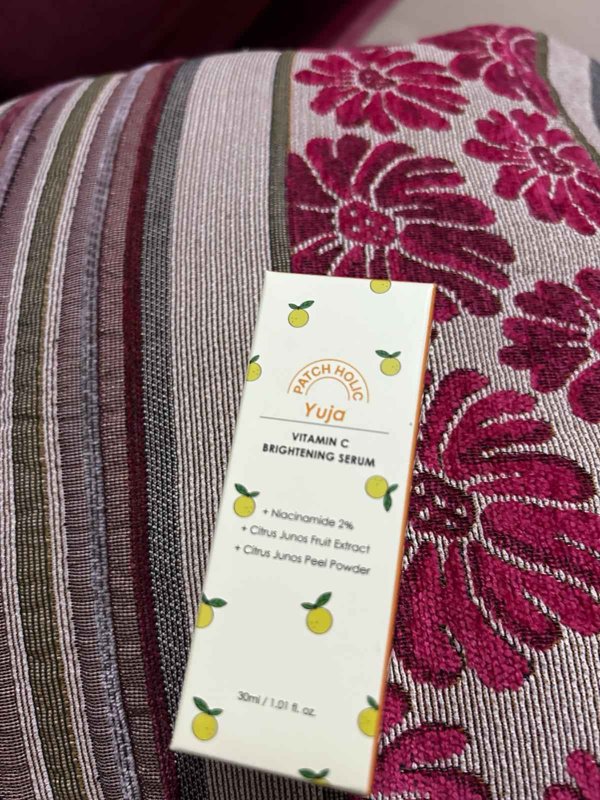 PATCH HOLIC
Yuja
VITAMIN C
BRIGHTENING SERUM
+ Niacinamide 2%
+ Citrus Junos Fruit Extract
+ Citrus Junos Peel Powder
30ml / 1.01 fl. oz.